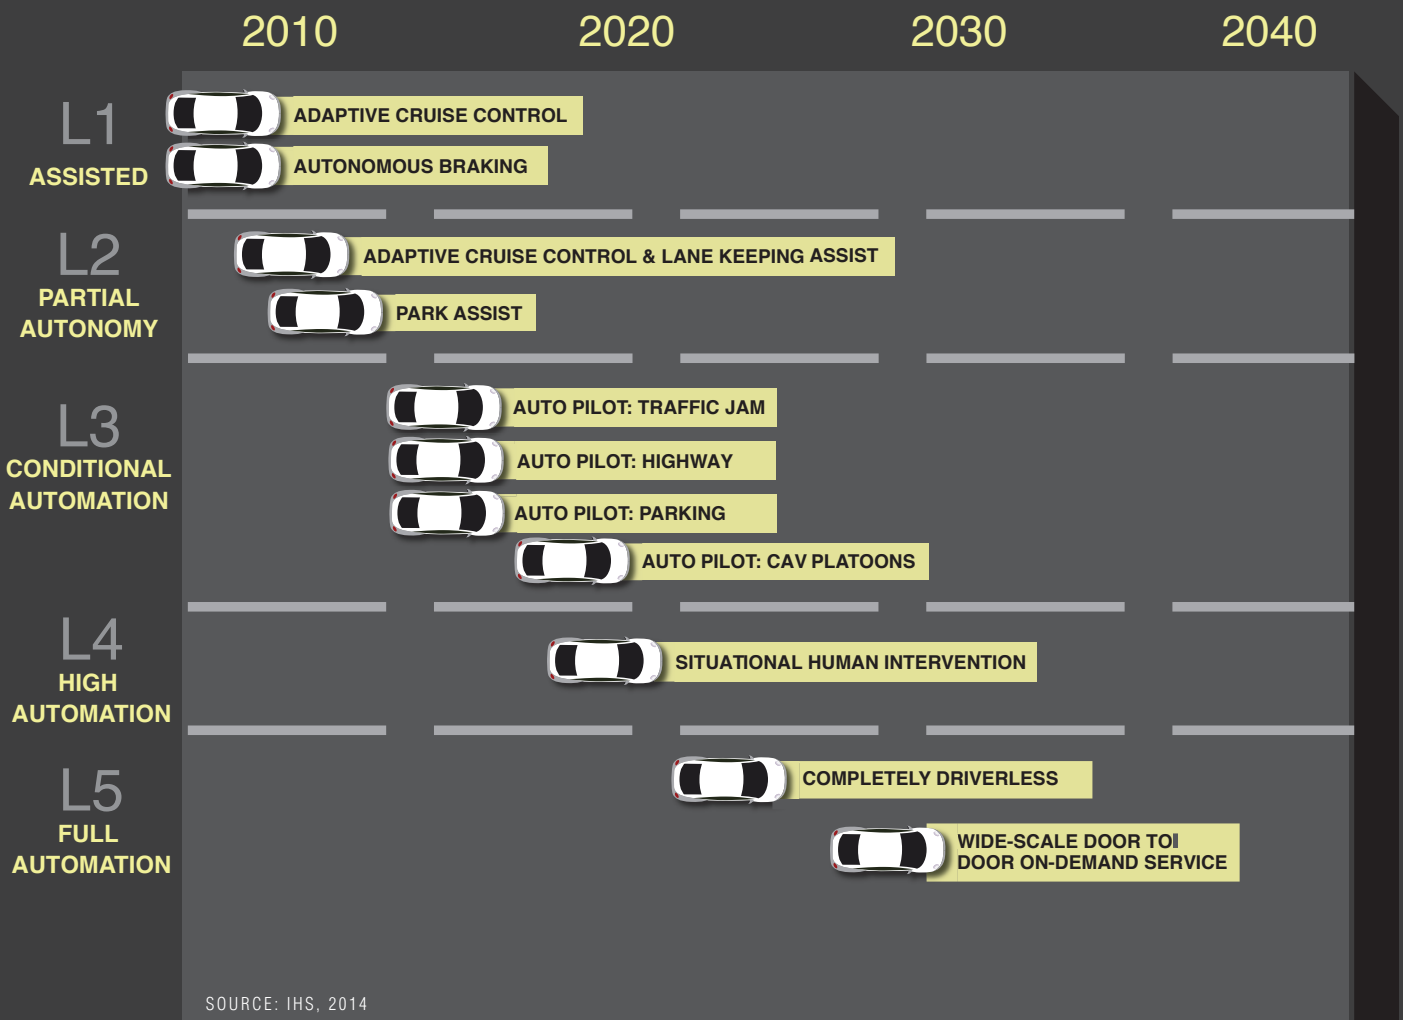 2010 2020 2030 2040
L1
ASSISTED
ADAPTIVE CRUISE CONTROL
AUTONOMOUS BRAKING
L2
PARTIAL
AUTONOMY
ADAPTIVE CRUISE CONTROL & LANE KEEPING ASSIST
PARK ASSIST
L3
CONDITIONAL
AUTOMATION
AUTO PILOT: TRAFFIC JAM
AUTO PILOT: HIGHWAY
AUTO PILOT: PARKING
AUTO PILOT: CAV PLATOONS
L4
HIGH
AUTOMATION
SITUATIONAL HUMAN INTERVENTION
L5
FULL
AUTOMATION
COMPLETELY DRIVERLESS
WIDE-SCALE DOOR TO
DOOR ON-DEMAND SERVICE
SOURCE: IHS, 2014